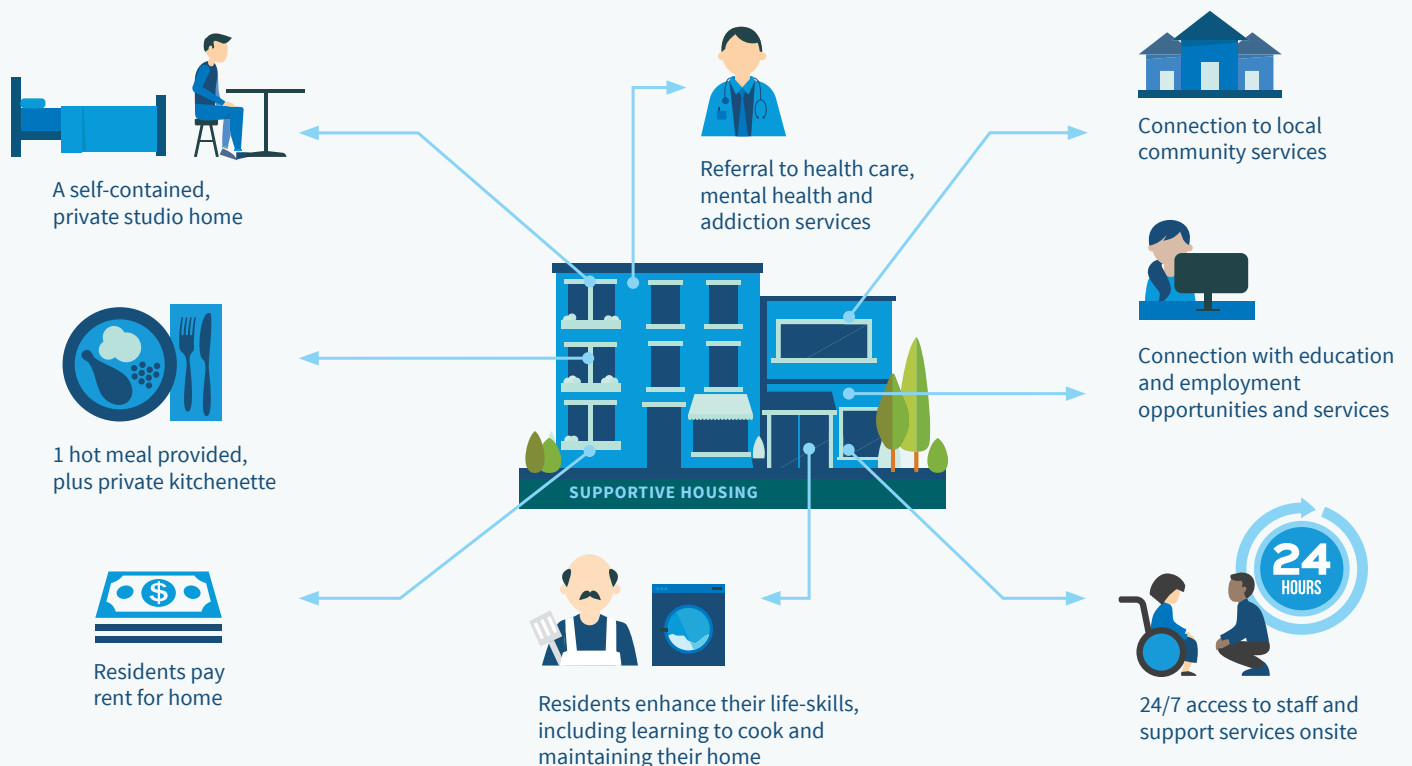 A self-contained,
private studio home
Referral to health care,
mental health and
addiction services
Connection to local
community services
1 hot meal provided,
plus private kitchenette
Connection with education
and employment
opportunities and services
SUPPORTIVE HOUSING
$
Residents pay
rent for home
Residents enhance their life-skills,
including learning to cook and
maintaining their home
24
HOURS
24/7 access to staff and
support services onsite